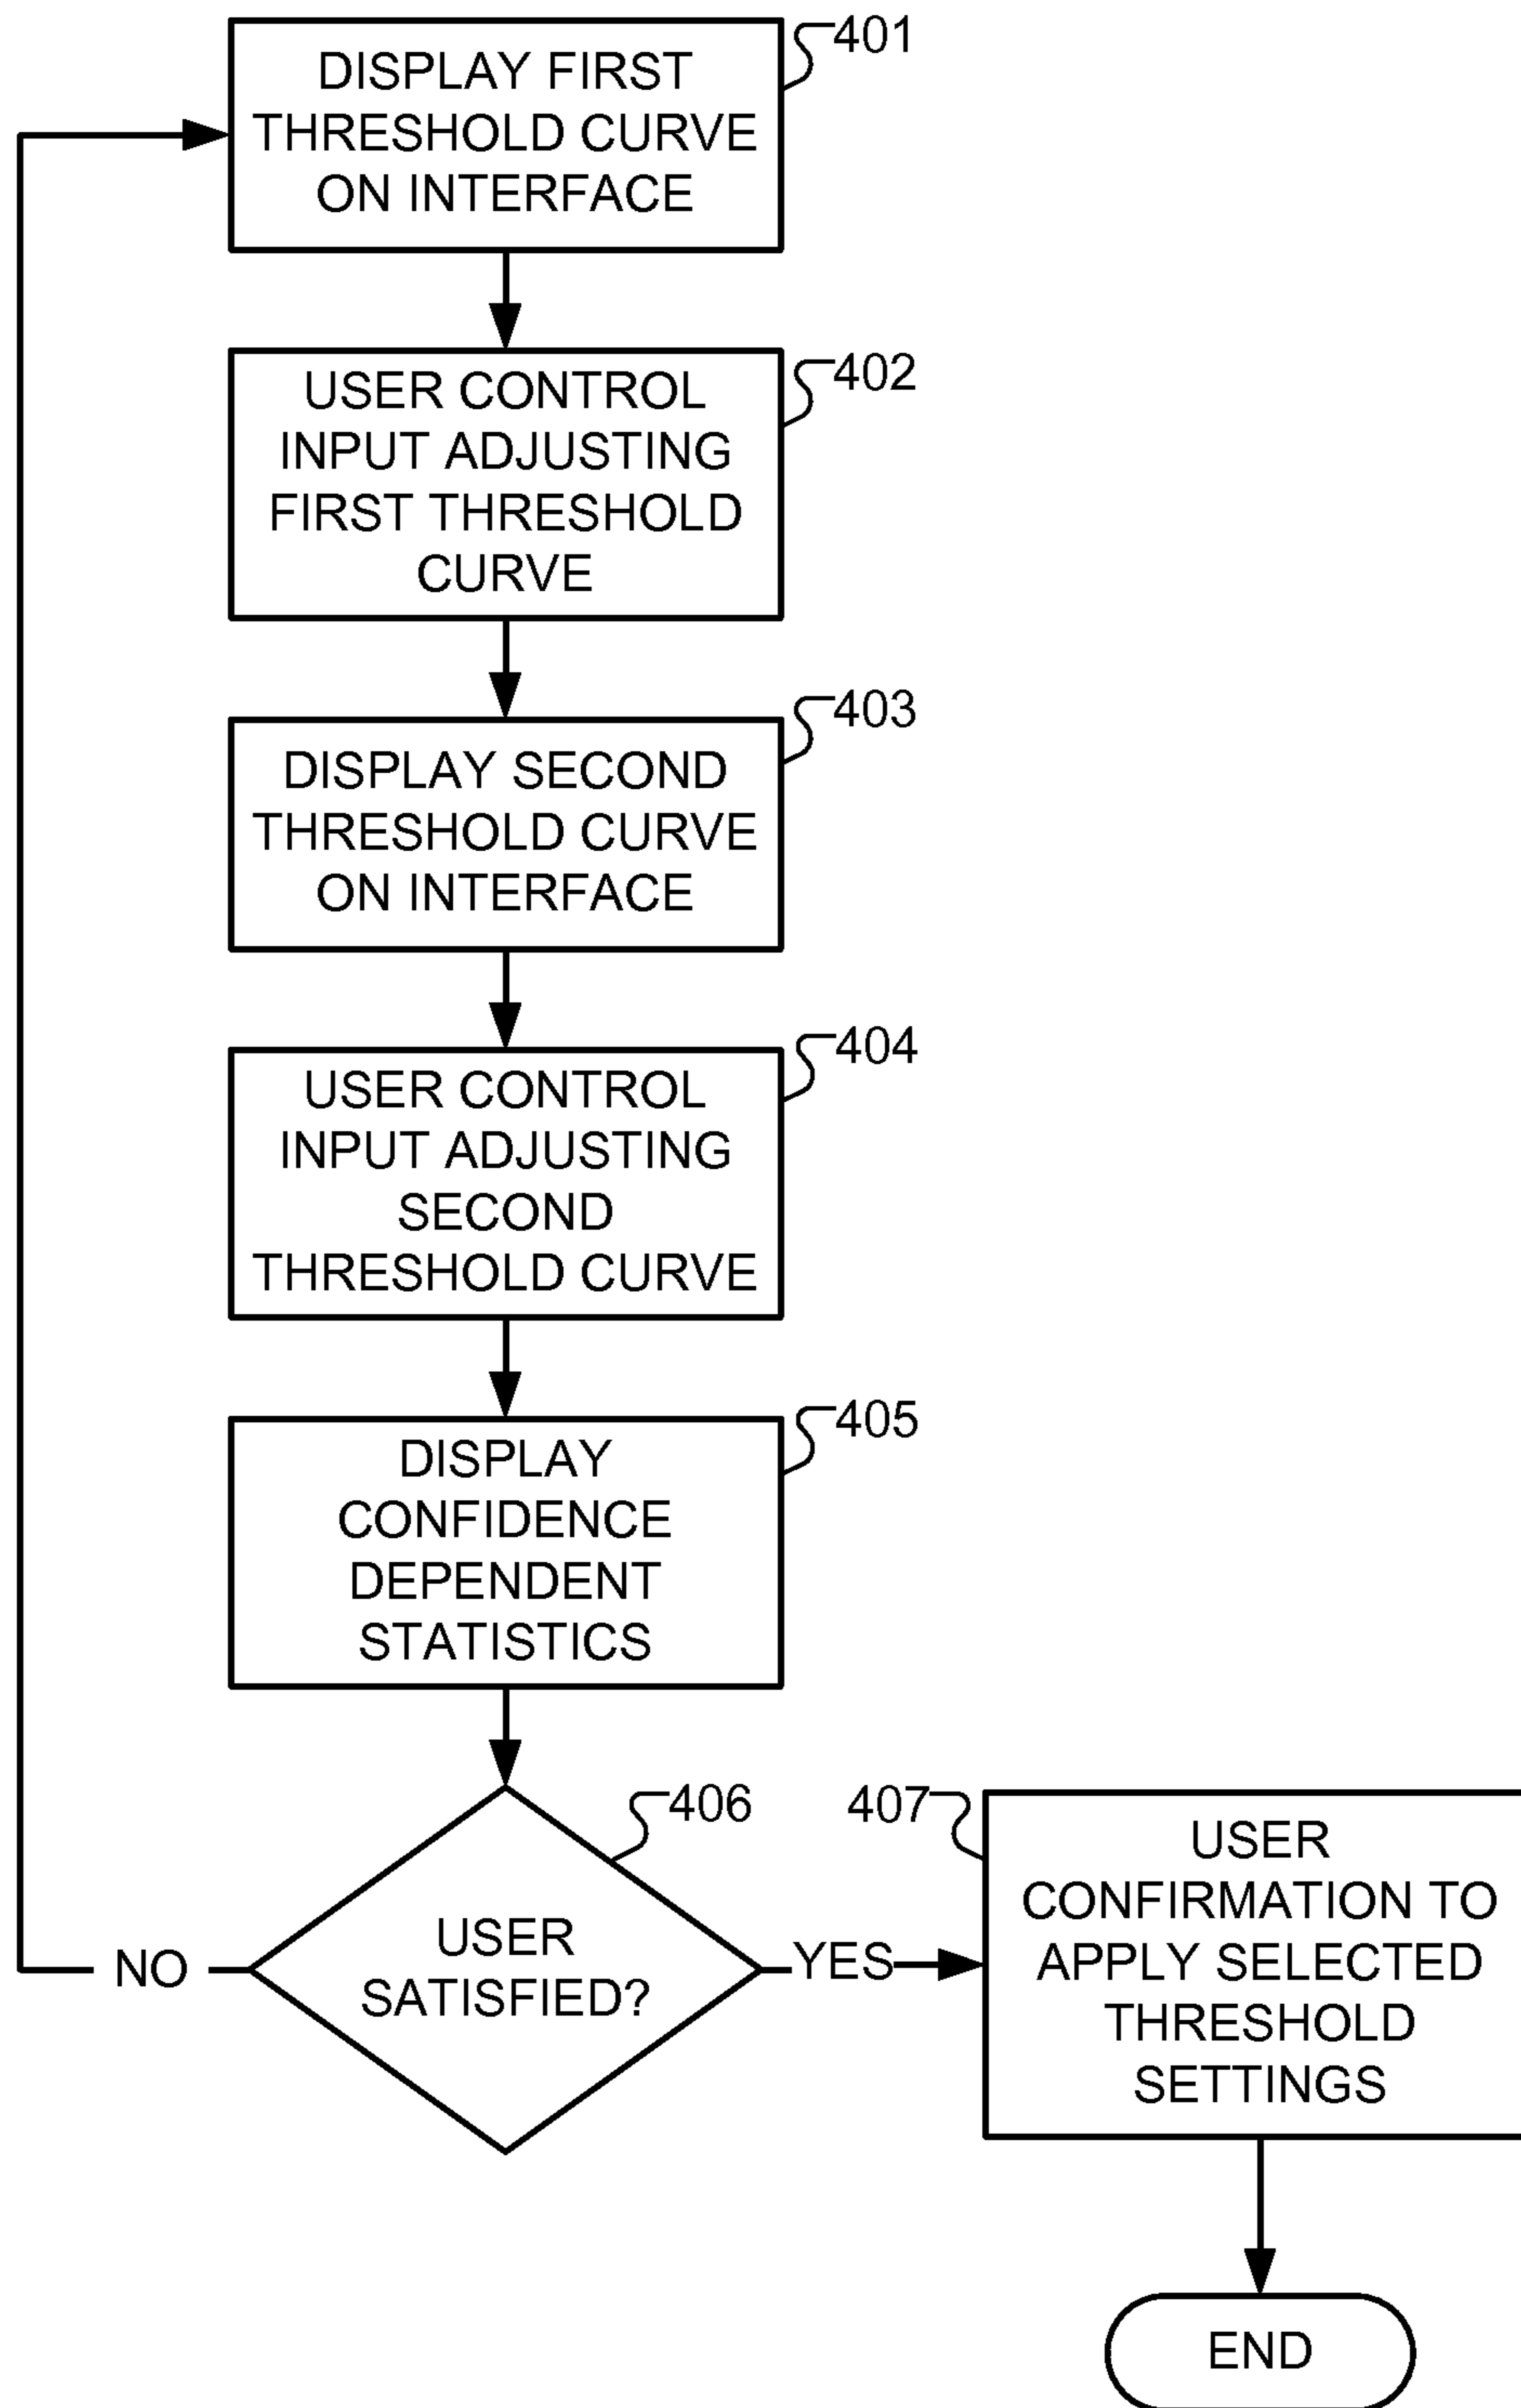 401
DISPLAY FIRST
THRESHOLD CURVE
ON INTERFACE
402
USER CONTROL
INPUT ADJUSTING
FIRST THRESHOLD
CURVE
403
DISPLAY SECOND
THRESHOLD CURVE
ON INTERFACE
404
USER CONTROL
INPUT ADJUSTING
SECOND
THRESHOLD CURVE
405
DISPLAY
CONFIDENCE
DEPENDENT
STATISTICS
406
USER
SATISFIED?
NO
YES
407
USER
CONFIRMATION TO
APPLY SELECTED
THRESHOLD
SETTINGS
END